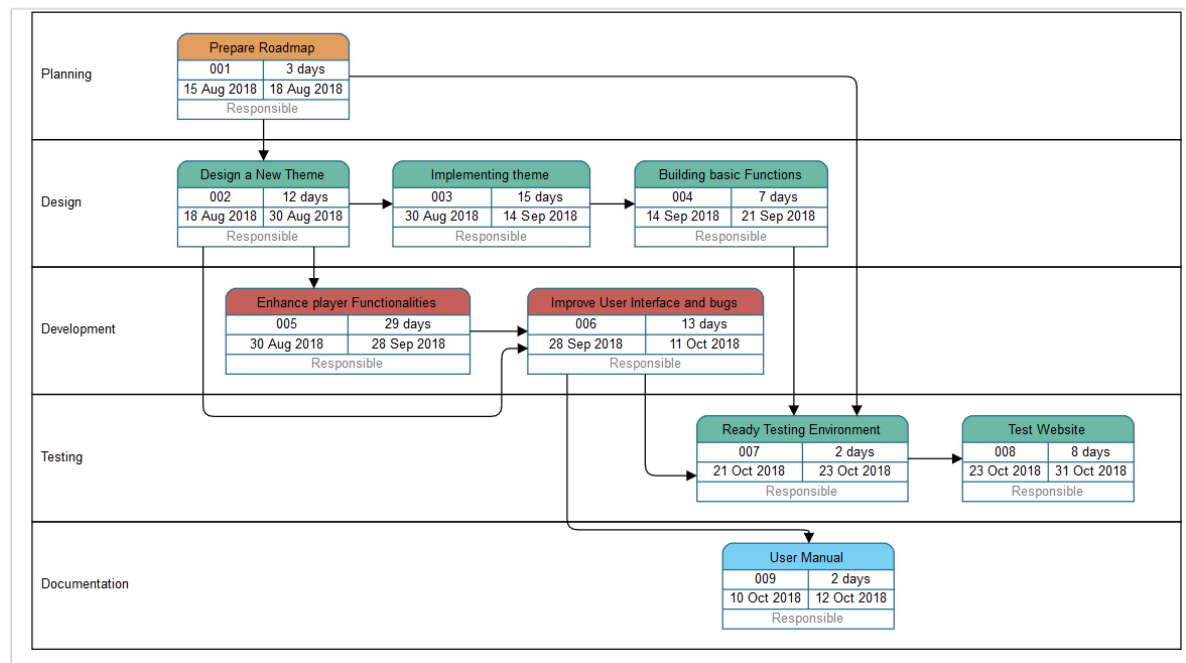 Planning
Prepare Roadmap
001 3 days
15 Aug 2018 18 Aug 2018
Responsible
Design
Design a New Theme
002 12 days
18 Aug 2018 30 Aug 2018
Responsible
Implementing theme
003 15 days
30 Aug 2018 14 Sep 2018
Responsible
Building basic Functions
004 7 days
14 Sep 2018 21 Sep 2018
Responsible
Development
Enhance player Functionalities
005 29 days
30 Aug 2018 28 Sep 2018
Responsible
Improve User Interface and bugs
006 13 days
28 Sep 2018 11 Oct 2018
Responsible
Testing
Ready Testing Environment
007 2 days
21 Oct 2018 23 Oct 2018
Responsible
Test Website
008 8 days
23 Oct 2018 31 Oct 2018
Responsible
Documentation
User Manual
009 2 days
10 Oct 2018 12 Oct 2018
Responsible